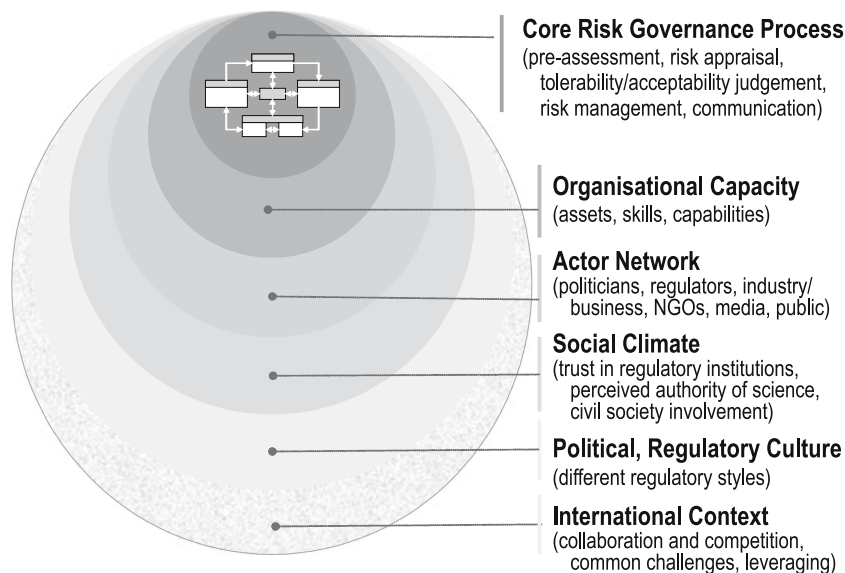 Core Risk Governance Process
(pre-assessment, risk appraisal,
tolerability/acceptability judgement,
risk management, communication)
Organisational Capacity
(assets, skills, capabilities)
Actor Network
(politicians, regulators, industry/
business, NGOs, media, public)
Social Climate
(trust in regulatory institutions,
perceived authority of science,
civil society involvement)
Political, Regulatory Culture
(different regulatory styles)
International Context
(collaboration and competition,
common challenges, leveraging)